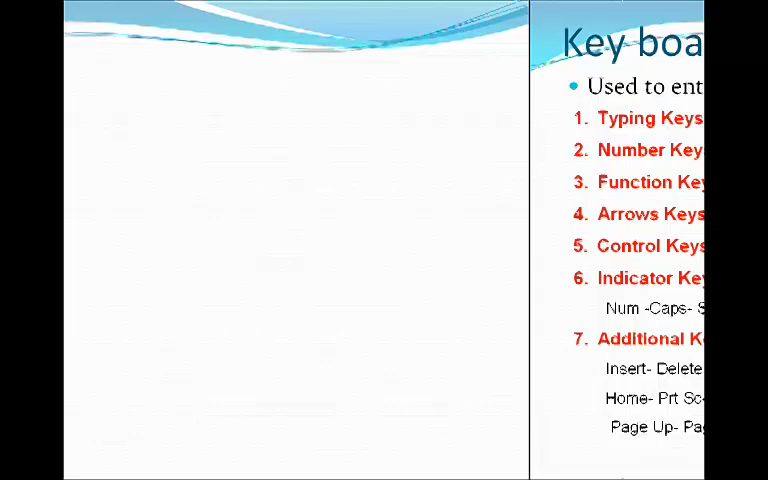 Key boa
Used to ent
1. Typing Keys
2. Number Key
3. Function Key
4. Arrows Keys
5. Control Keys
6. Indicator Key
Num -Caps- S
7. Additional K
Insert- Delete
Home- Prt Sc
Page Up- Pag